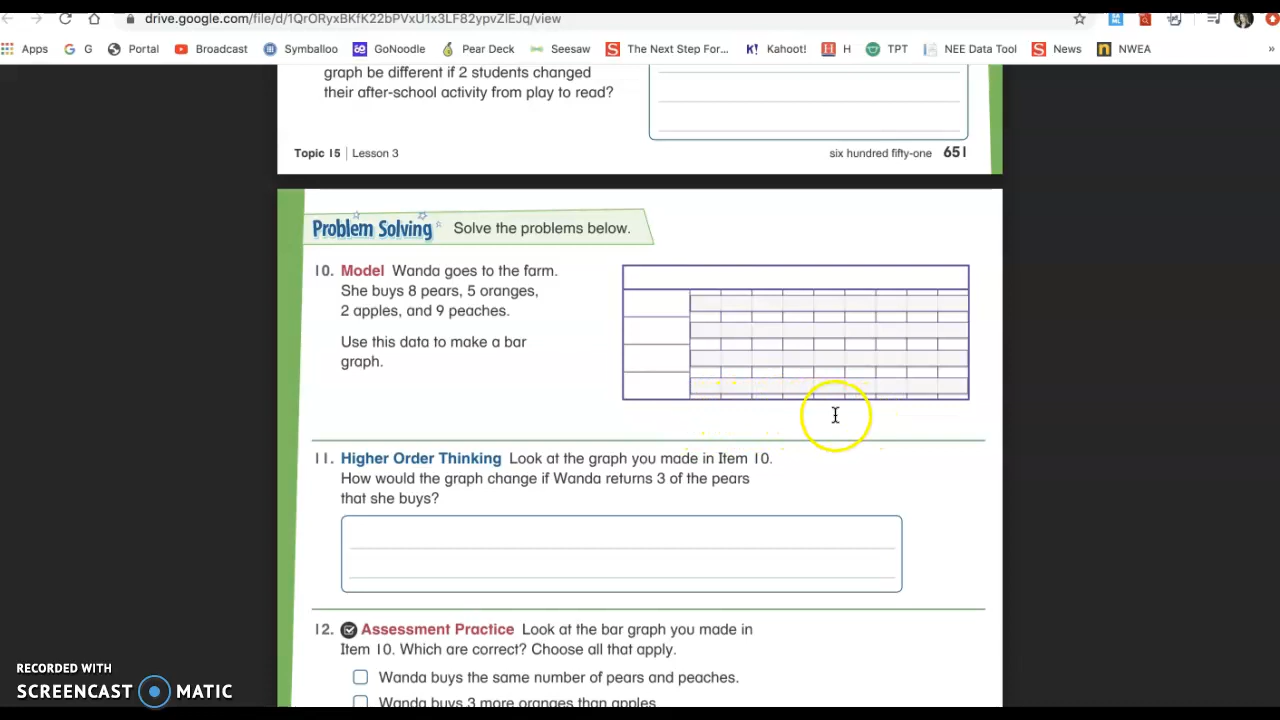 drive.google.com/file/d/1QrORyxBKfK22bPVxU1x3LF82ypvZlEJq/view
Apps G Portal Broadcast Symballoo GoNoodle Pear Deck Seesaw The Next Step For... Kahoot! H TPT NEE Data Tool News NWEA »
graph be different if 2 students changed
their after-school activity from play to read?
Topic 15 | Lesson 3
six hundred fifty-one 651
Problem Solving Solve the problems below.
10. Model Wanda goes to the farm.
She buys 8 pears, 5 oranges,
2 apples, and 9 peaches.
Use this data to make a bar
graph.
11. Higher Order Thinking Look at the graph you made in Item 10.
How would the graph change if Wanda returns 3 of the pears
that she buys?
12. Assessment Practice Look at the bar graph you made in
Item 10. Which are correct? Choose all that apply.
Wanda buys the same number of pears and peaches.
Wanda buys 3 more oranges than apples
RECORDED WITH
SCREENCAST MATIC